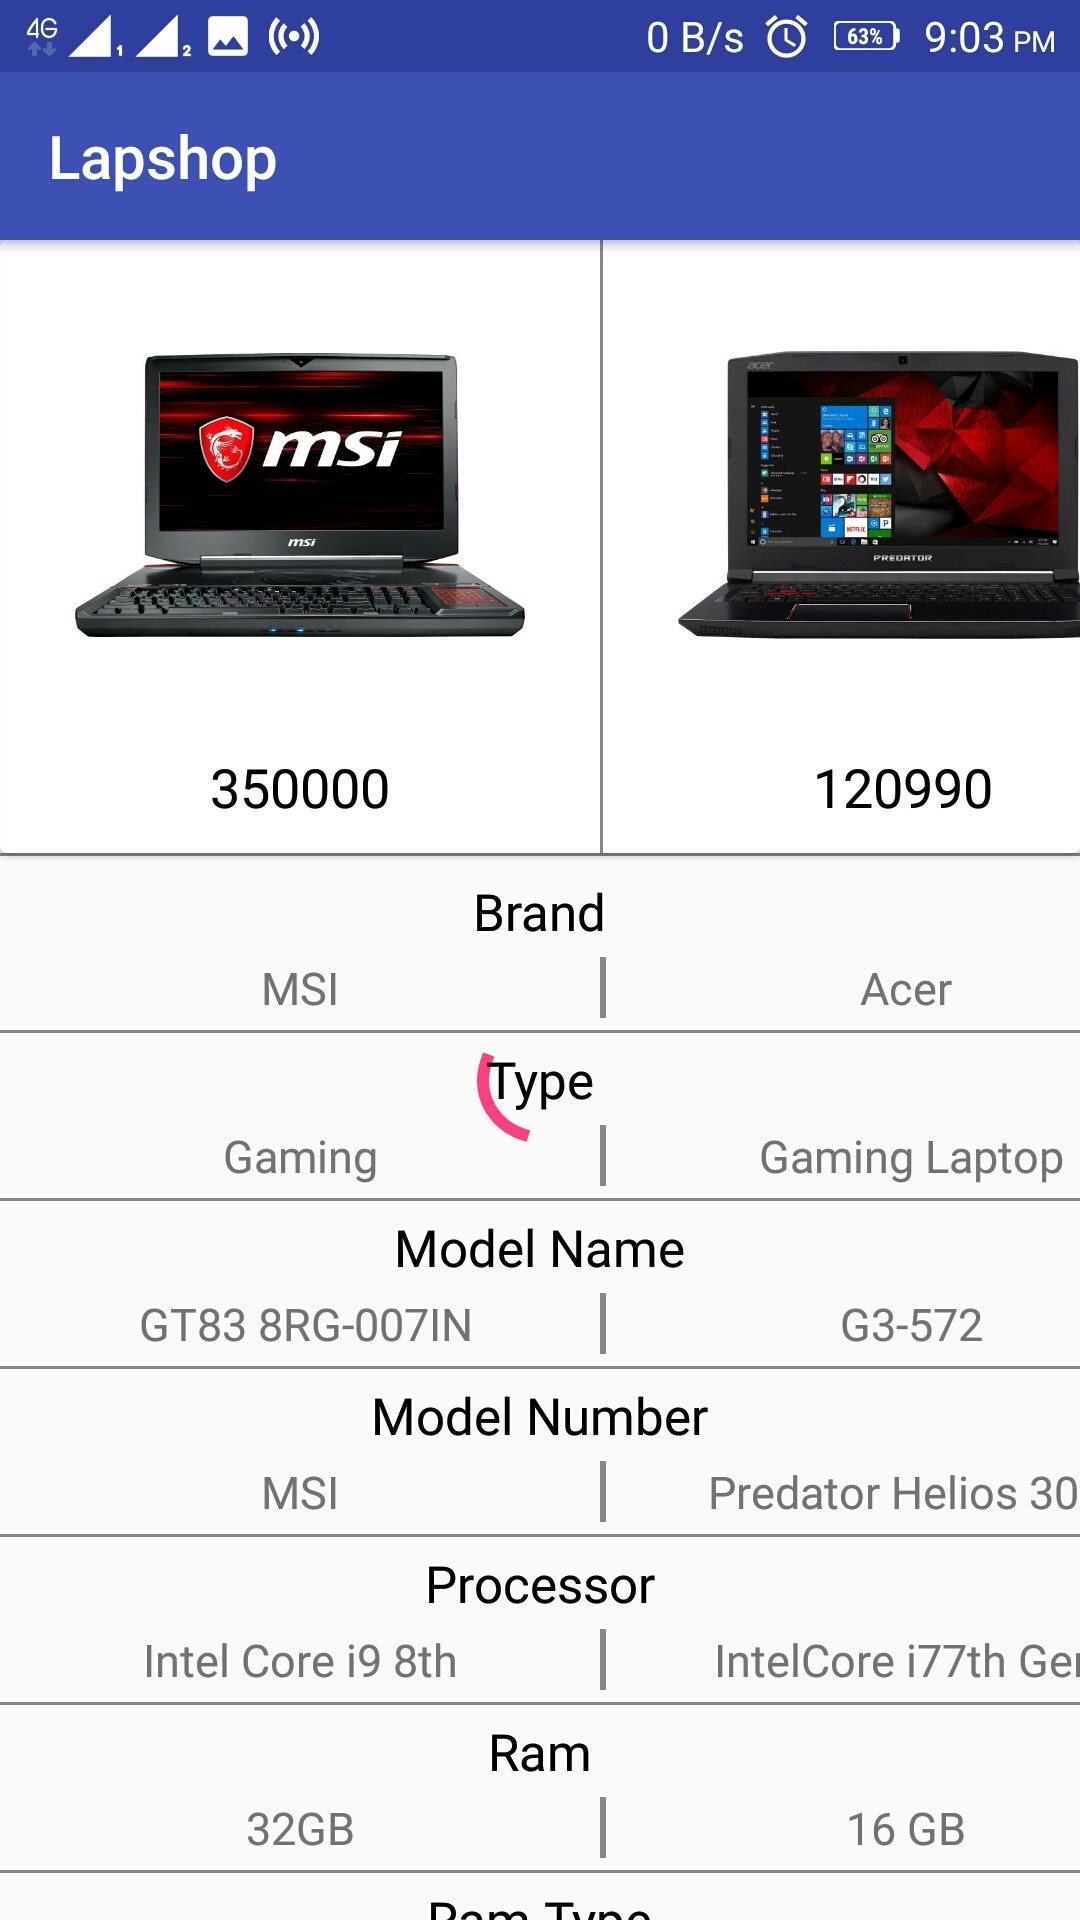 4G 1 2 0 B/s 63% 9:03 PM
Lapshop
acer
msi
msi
PREDATOR
350000 120990
Brand
MSI Acer
Type
Gaming Gaming Laptop
Model Name
GT83 8RG-007IN G3-572
Model Number
MSI Predator Helios 30
Processor
Intel Core i9 8th IntelCore i77th Ge
Ram
32GB 16 GB
Ram Type